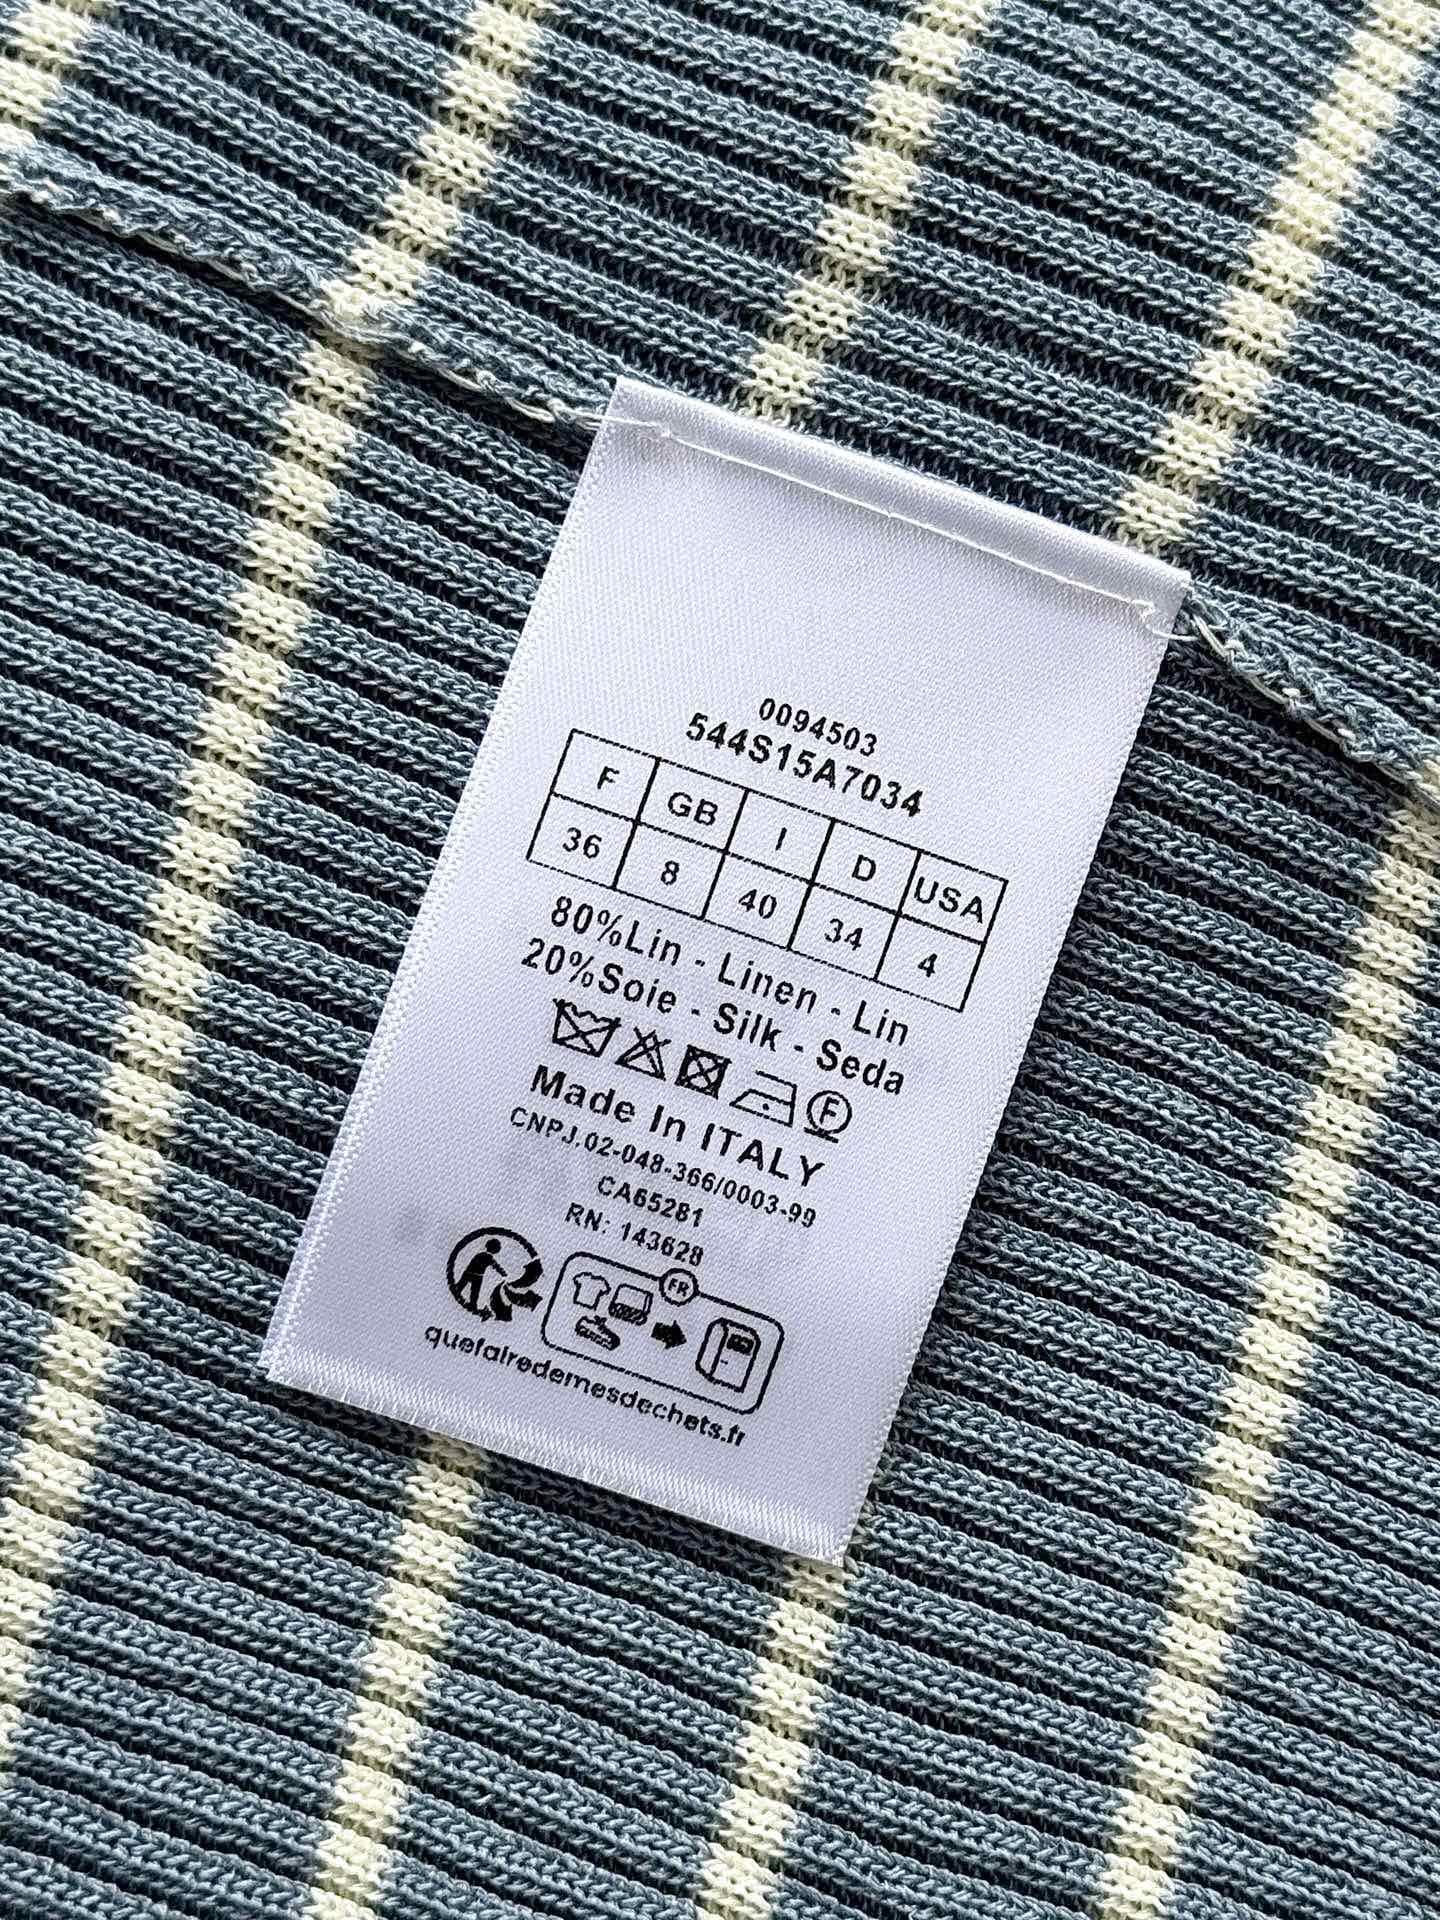 0094503
544S15A7034
F GB I D USA
36 8 40 34 4
80%Lin - Linen - Lin
20%Soie - Silk - Seda
F
Made In ITALY
CNPJ.02-048-366/0003-99
CA65281
RN: 143628
FR
quefairedemesdechets.fr